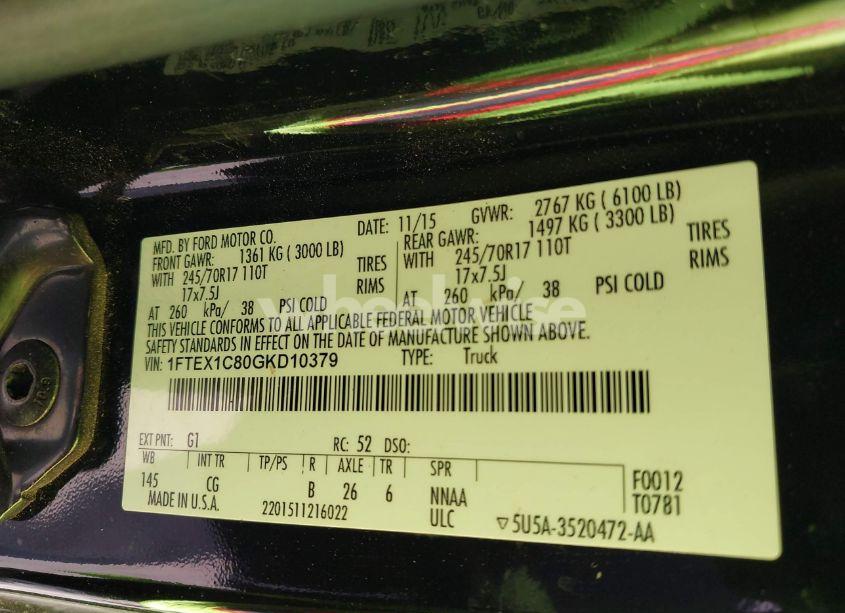 MFD. BY FORD MOTOR CO.
DATE: 11/15 GVWR: 2767 KG ( 6100 LB)
FRONT GAWR: 1361 KG ( 3000 LB)
WITH 245/70R17 110T TIRES
17x7.5J RIMS
AT 260 kPa/ 38 PSI COLD
REAR GAWR: 1497 KG ( 3300 LB)
WITH 245/70R17 110T TIRES
17x7.5J RIMS
AT 260 kPa/ 38 PSI COLD
THIS VEHICLE CONFORMS TO ALL APPLICABLE FEDERAL MOTOR VEHICLE
SAFETY STANDARDS IN EFFECT ON THE DATE OF MANUFACTURE SHOWN ABOVE.
VIN: 1FTEX1C80GKD10379 TYPE: Truck
EXT PNT: G1 RC: 52 DSO:
WB INT TR TP/PS R AXLE TR SPR
145 CG B 26 6 NNAA F0012
MADE IN U.S.A. 2201511216022 ULC T0781
▽5U5A-3520472-AA
10.9